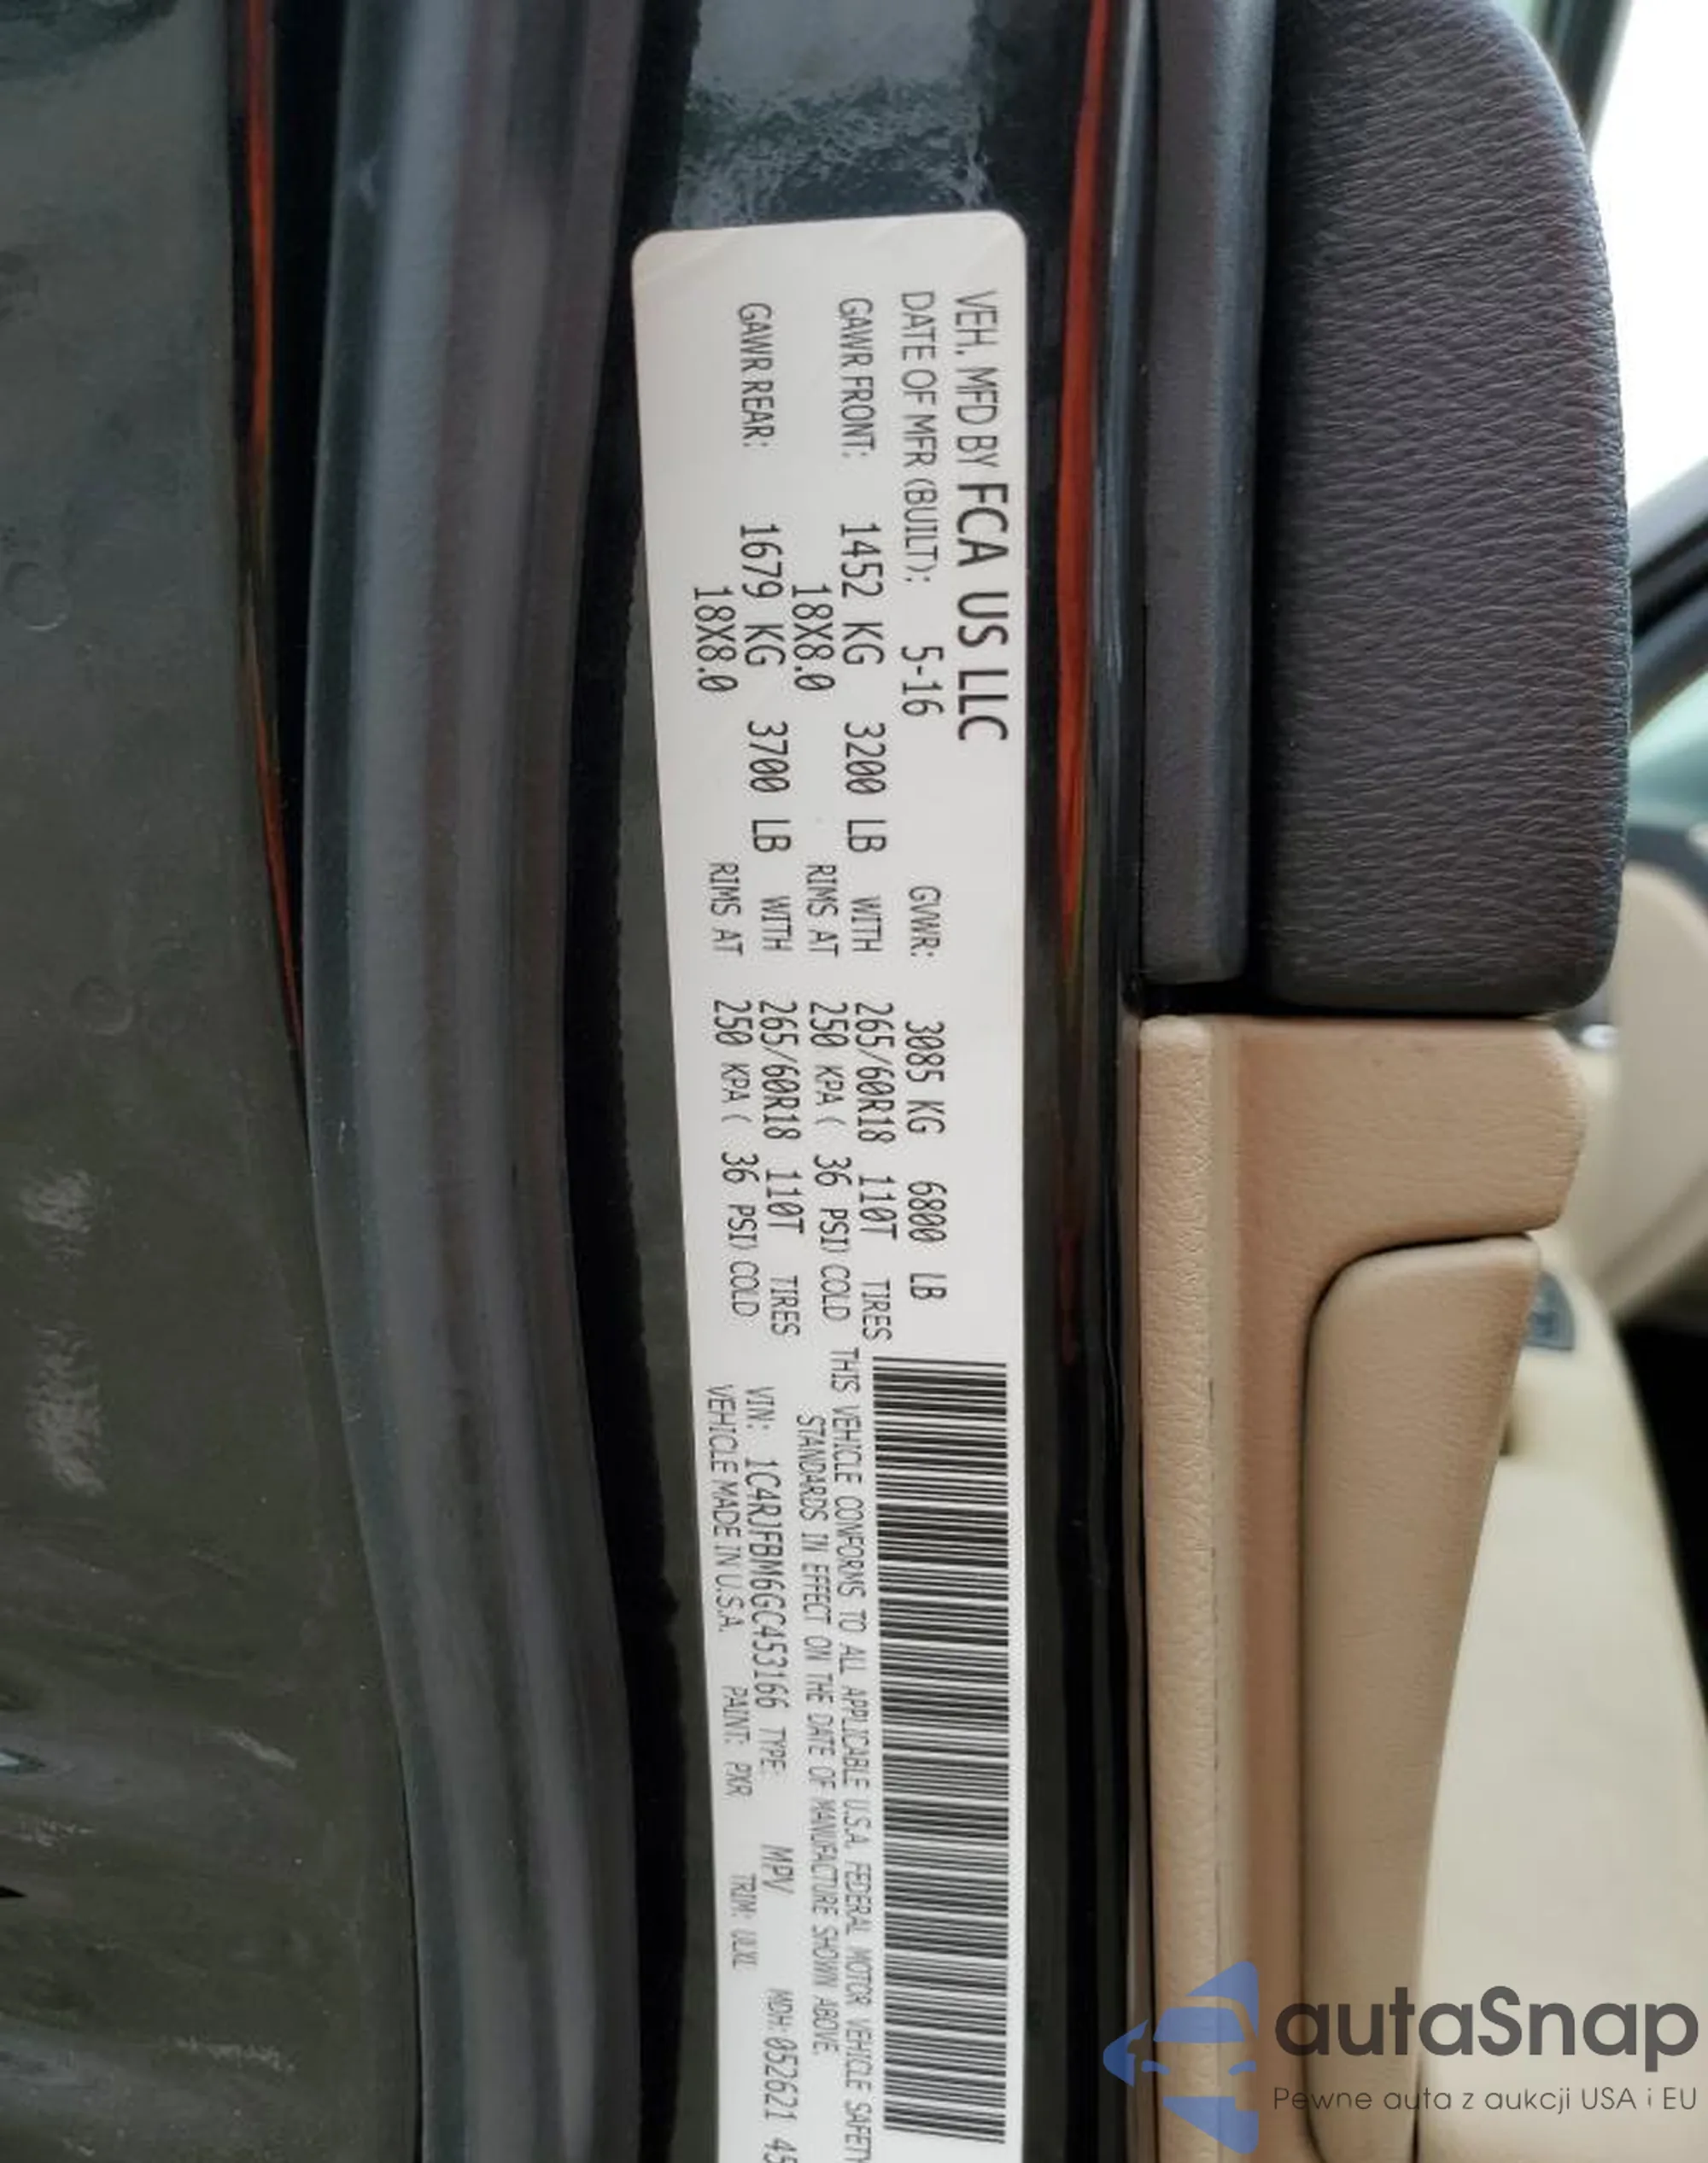 VEH. MFD BY FCA US LLC
DATE OF MFR (BUILT): 5-16 GVWR: 3085 KG 6800 LB
GAWR FRONT: 1452 KG 3200 LB WITH 265/60R18 110T TIRES
18X8.0 RIMS AT 250 KPA ( 36 PSI) COLD
GAWR REAR: 1679 KG 3700 LB WITH 265/60R18 110T TIRES
18X8.0 RIMS AT 250 KPA ( 36 PSI) COLD
THIS VEHICLE CONFORMS TO ALL APPLICABLE U.S.A. FEDERAL MOTOR VEHICLE SAFETY
STANDARDS IN EFFECT ON THE DATE OF MANUFACTURE SHOWN ABOVE.
VIN: 1C4RJFBM6GC453166 TYPE: MPV MDH: 052621 45
VEHICLE MADE IN U.S.A. PAINT: PXR TRIM: ULXL
autaSnap
Pewne auta z aukcji USA i EU